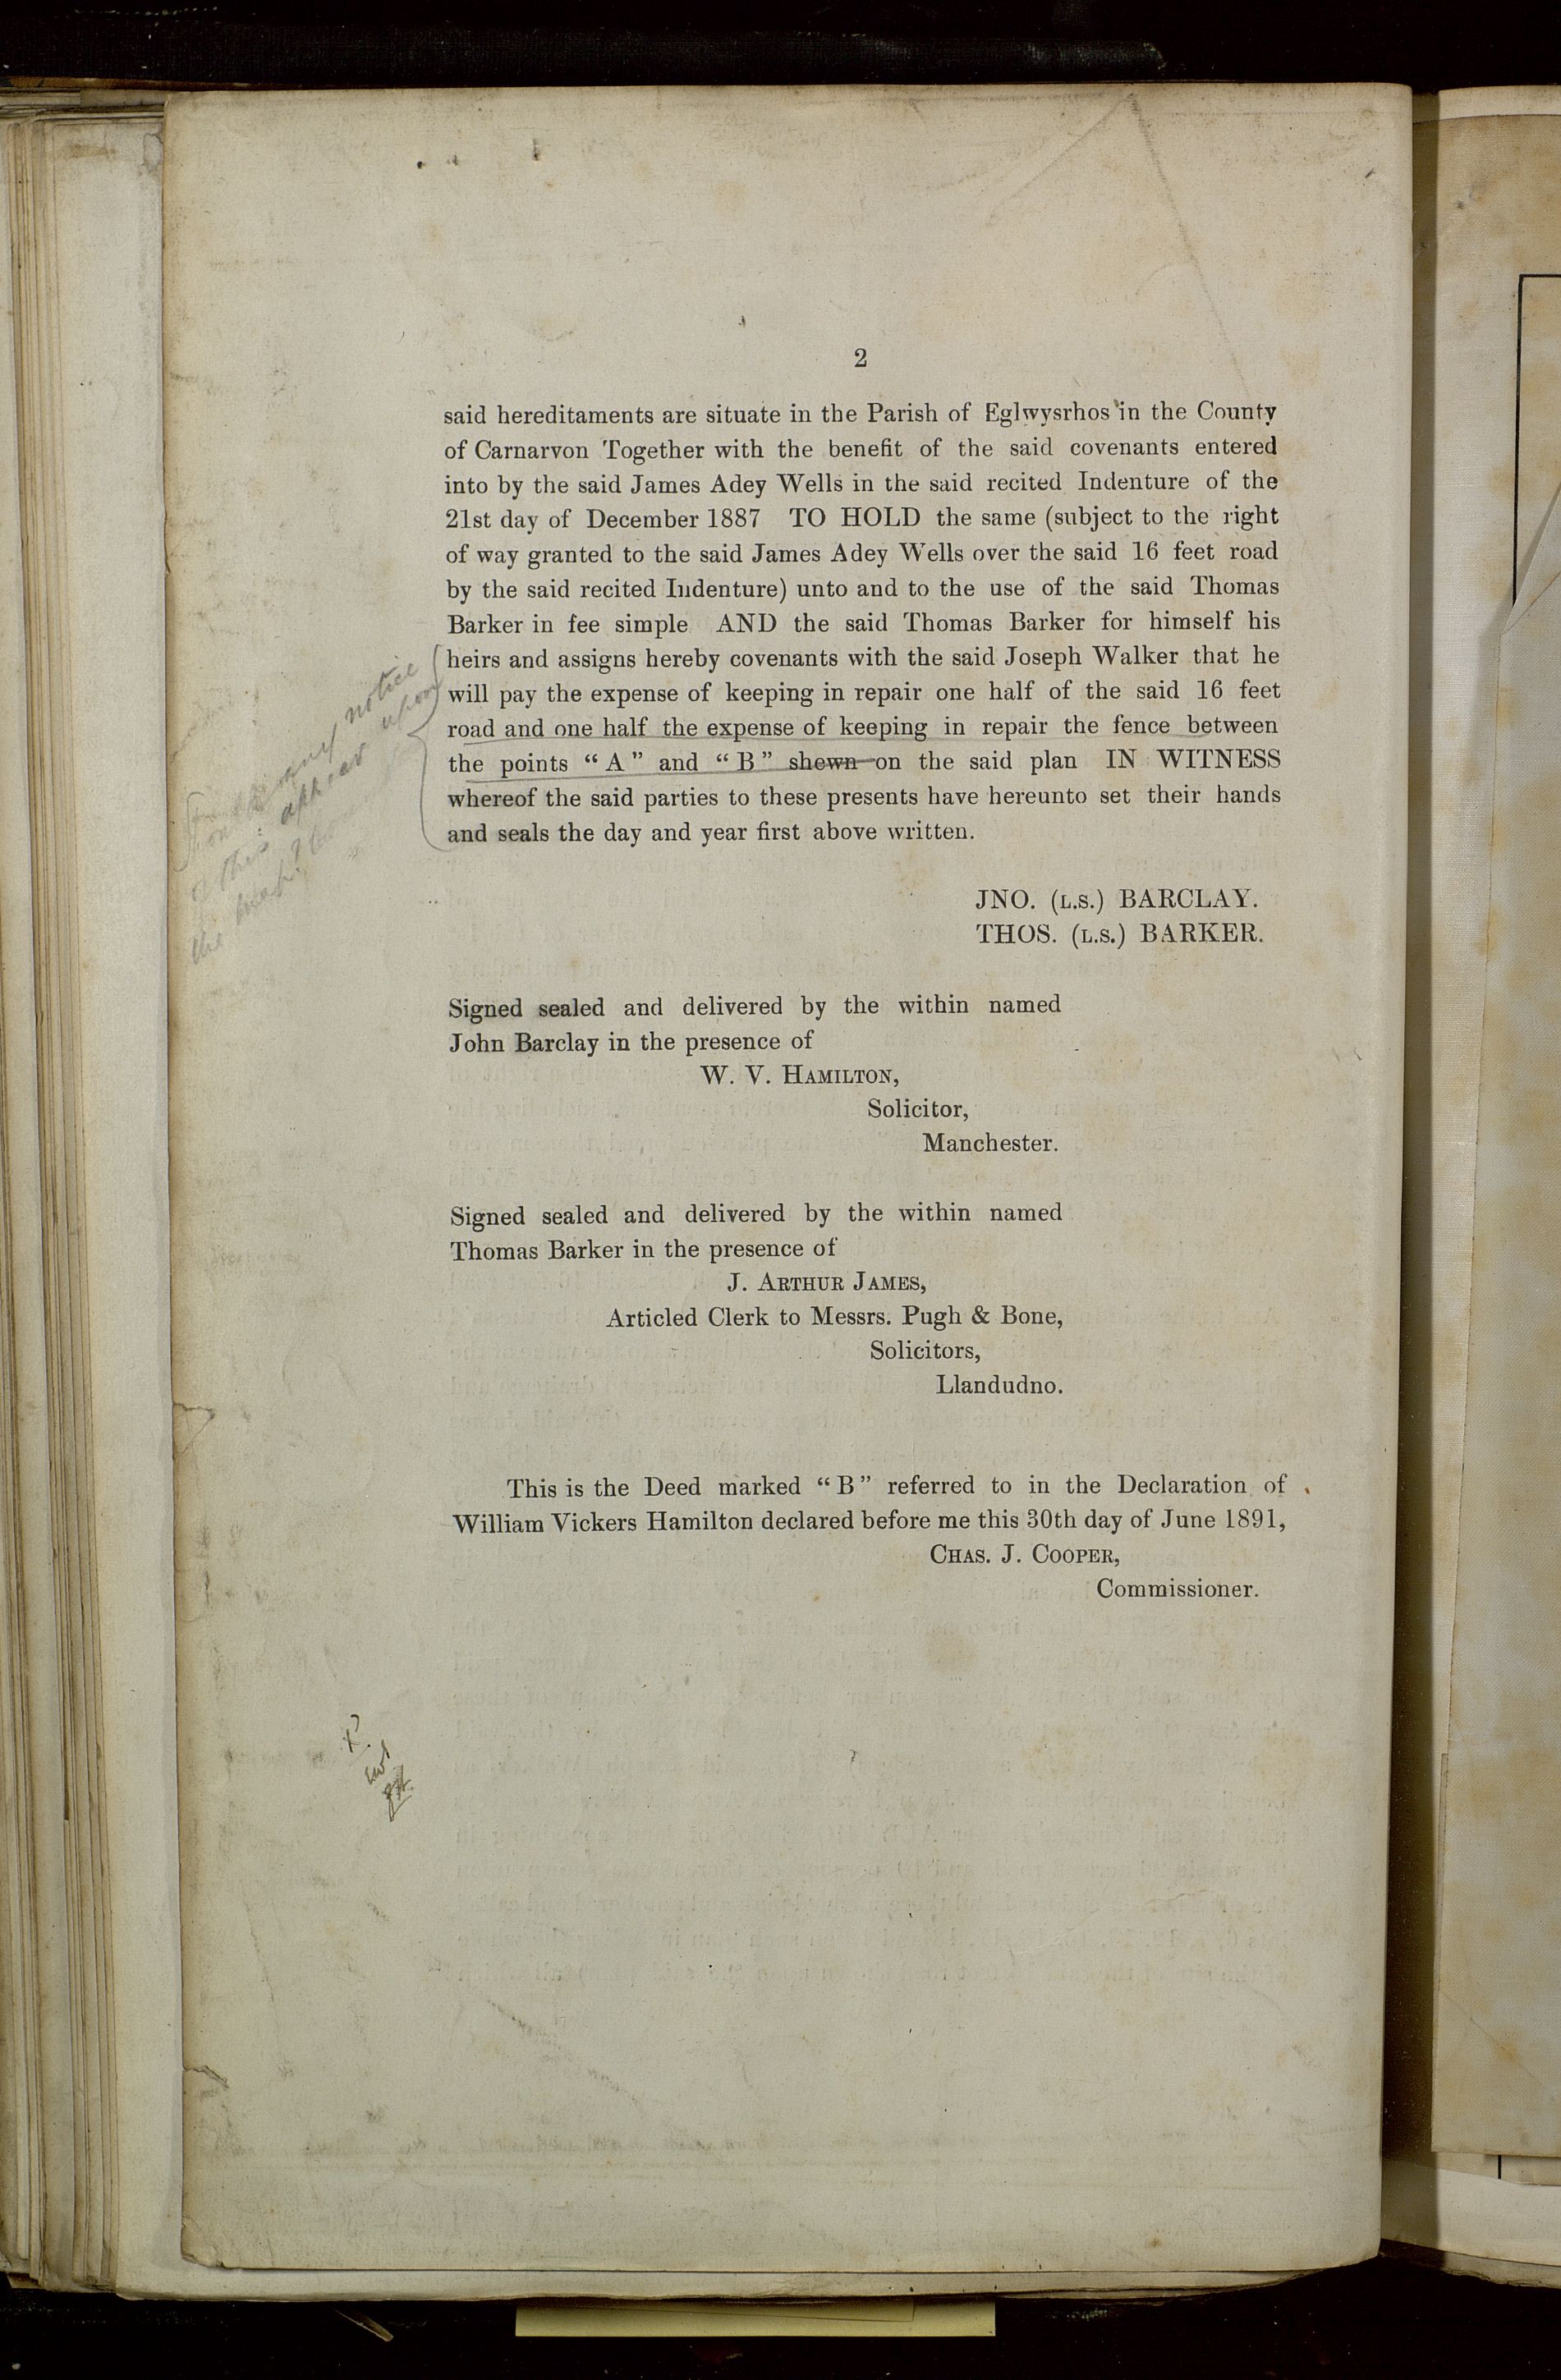 2
said hereditaments are situate in the Parish of Eglwysrhos in the County
of Carnarvon Together with the benefit of the said covenants entered
into by the said James Adey Wells in the said recited Indenture of the
21st day of December 1887 TO HOLD the same (subject to the right
of way granted to the said James Adey Wells over the said 16 feet road
by the said recited Indenture) unto and to the use of the said Thomas
Barker in fee simple AND the said Thomas Barker for himself his
heirs and assigns hereby covenants with the said Joseph Walker that he
will pay the expense of keeping in repair one half of the said 16 feet
road and one half the expense of keeping in repair the fence between
the points “A” and “B” shewn on the said plan IN WITNESS
whereof the said parties to these presents have hereunto set their hands
and seals the day and year first above written.
any notice
this appear upon
the
JNO. (L.S.) BARCLAY.
THOS. (L.S.) BARKER.
Signed sealed and delivered by the within named
John Barclay in the presence of
W. V. HAMILTON,
Solicitor,
Manchester.
Signed sealed and delivered by the within named
Thomas Barker in the presence of
J. ARTHUR JAMES,
Articled Clerk to Messrs. Pugh & Bone,
Solicitors,
Llandudno.
This is the Deed marked “B” referred to in the Declaration of
William Vickers Hamilton declared before me this 30th day of June 1891,
CHAS. J. COOPER,
Commissioner.